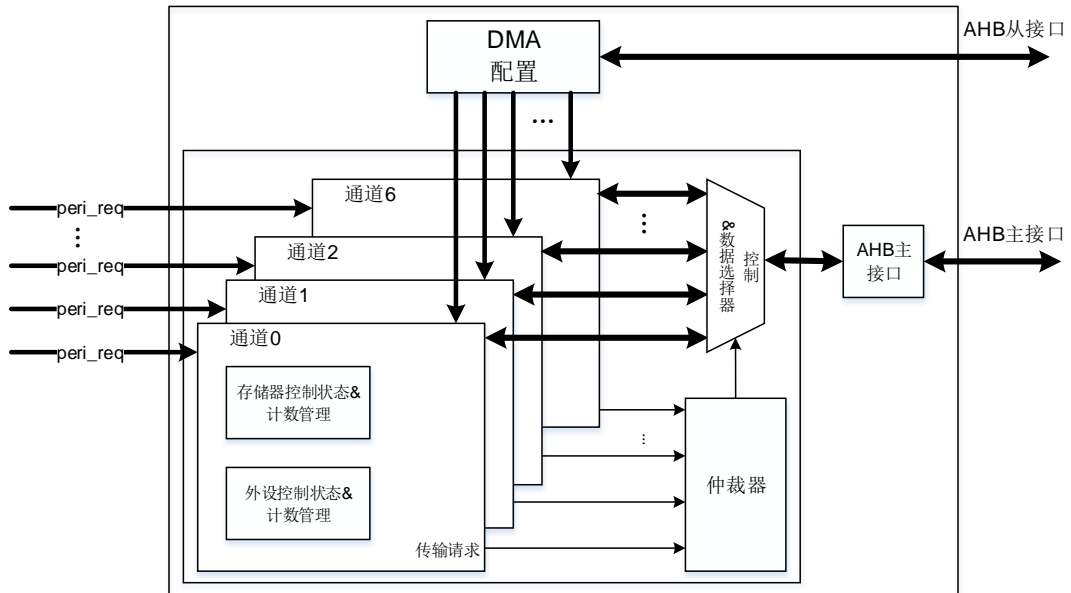 DMA
配置
AHB从接口
...
通道6
peri_req
通道2
peri_req
通道1
peri_req
通道0
peri_req
控制
&数据选择器
AHB主
接口
AHB主接口
存储器控制状态&
计数管理
外设控制状态&
计数管理
传输请求
...
仲裁器